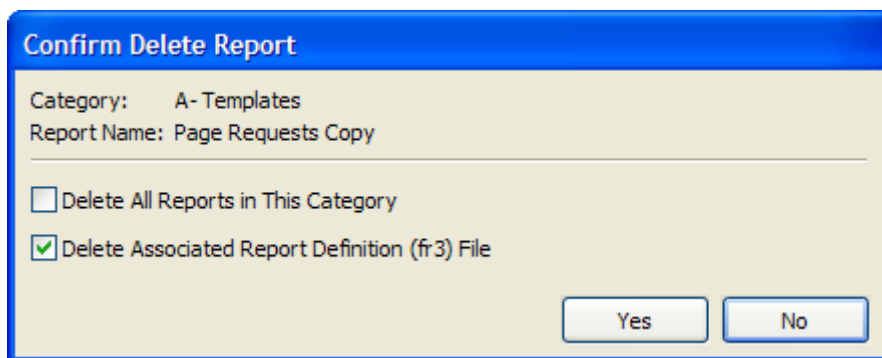 Confirm Delete Report
Category: A- Templates
Report Name: Page Requests Copy
Delete All Reports in This Category
Delete Associated Report Definition (fr3) File
Yes No